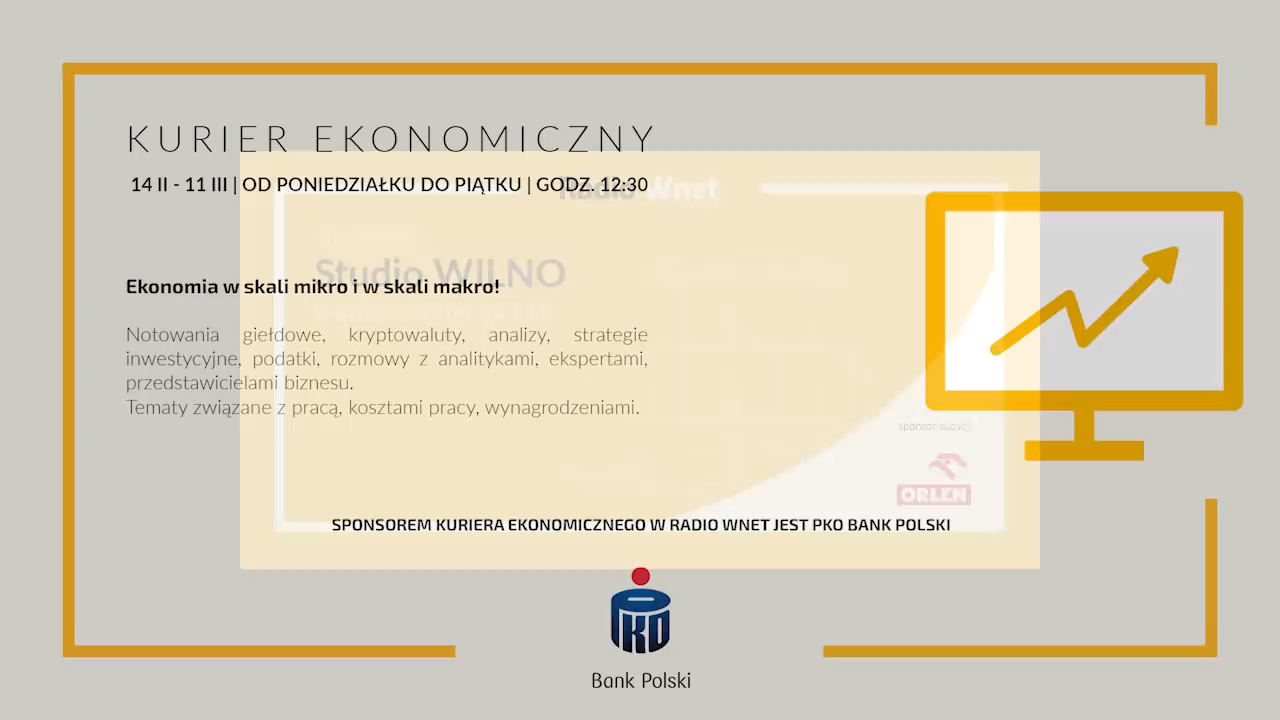 KURIER EKONOMICZNY
14 II - 11 III | OD PONIEDZIAŁKU DO PIĄTKU | GODZ. 12:30
Radio Wnet
Studio WILNO
Ekonomia w skali mikro i w skali makro!
Notowania giełdowe, kryptowaluty, analizy, strategie
inwestycyjne, podatki, rozmowy z analitykami, ekspertami,
przedstawicielami biznesu.
Tematy związane z pracą, kosztami pracy, wynagrodzeniami.
sponsor audycji
ORLEN
SPONSOREM KURIERA EKONOMICZNEGO W RADIO WNET JEST PKO BANK POLSKI
PKO
Bank Polski